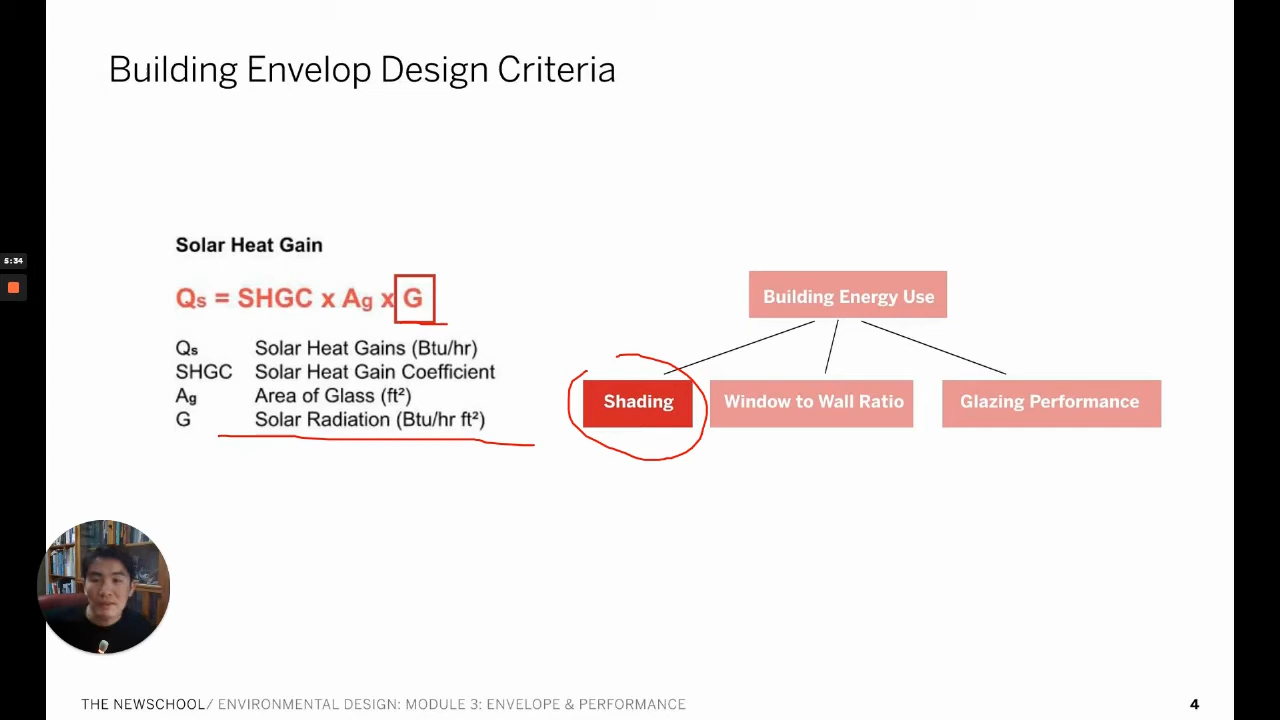 Building Envelop Design Criteria
Solar Heat Gain
Qs = SHGC x Ag x G
Qs Solar Heat Gains (Btu/hr)
SHGC Solar Heat Gain Coefficient
Ag Area of Glass (ft²)
G Solar Radiation (Btu/hr ft²)
Building Energy Use
Shading Window to Wall Ratio Glazing Performance
5:34
THE NEWSCHOOL/ ENVIRONMENTAL DESIGN: MODULE 3: ENVELOPE & PERFORMANCE 4